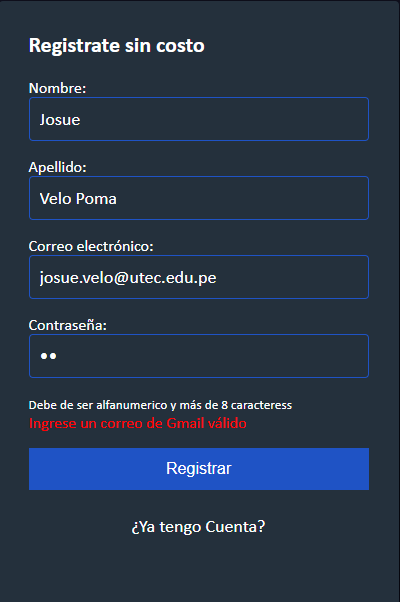 Registrate sin costo
Nombre:
Josue
Apellido:
Velo Poma
Correo electrónico:
josue.velo@utec.edu.pe
Contraseña:
••
Debe de ser alfanumerico y más de 8 caracteress
Ingrese un correo de Gmail válido
Registrar
¿Ya tengo Cuenta?